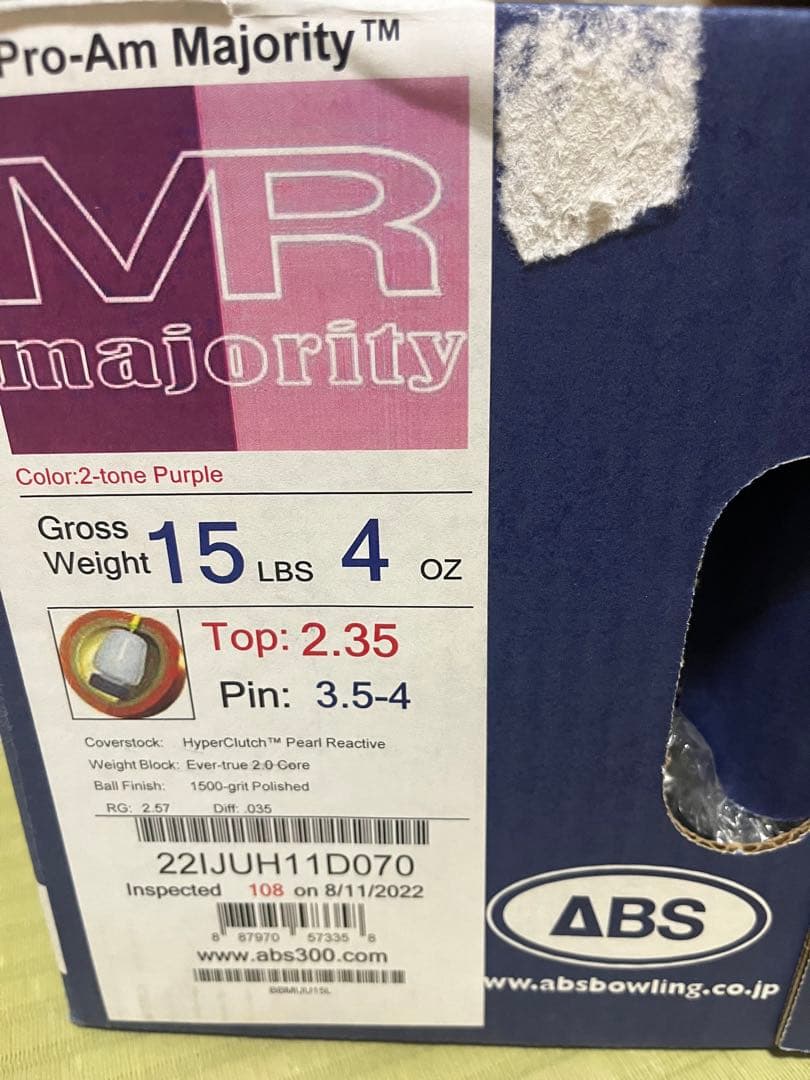 Pro-Am Majority™
MR
majority
Color:2-tone Purple
Gross Weight 15 LBS 4 OZ
Top: 2.35
Pin: 3.5-4
Coverstock: HyperClutch™ Pearl Reactive
Weight Block: Ever-true 2.0 Core
Ball Finish: 1500-grit Polished
RG: 2.57 Diff: .035
22IJUH11D070
Inspected 108 on 8/11/2022
8 87970 57335 8
www.abs300.com
ABS
www.absbowling.co.jp